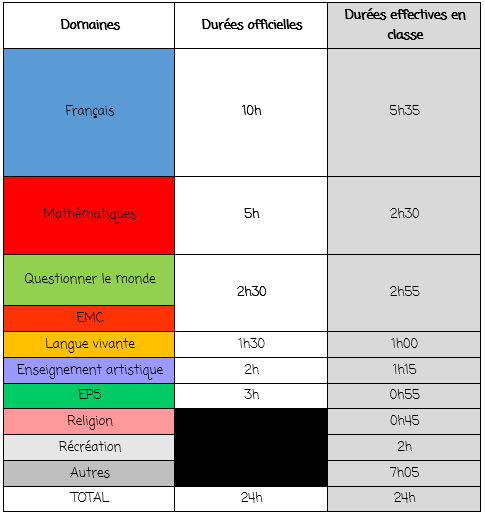 Domaines Durées officielles Durées effectives en
classe
Français 10h 5h35
Mathématiques 5h 2h30
Questionner le monde 2h30 2h55
EMC
Langue vivante 1h30 1h00
Enseignement artistique 2h 1h15
EPS 3h 0h55
Religion 0h45
Récréation 2h
Autres 7h05
TOTAL 24h 24h